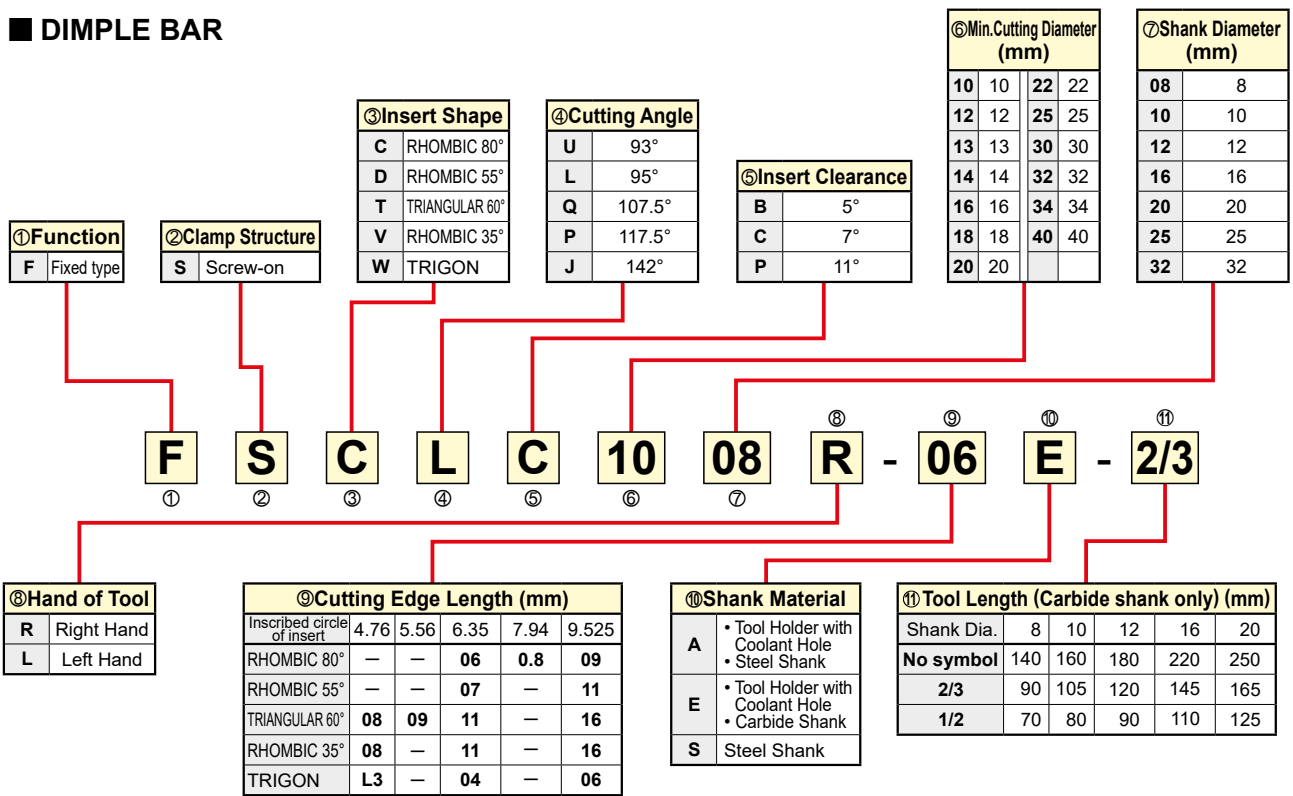 ■ DIMPLE BAR
①Function
F Fixed type
②Clamp Structure
S Screw-on
③Insert Shape
C RHOMBIC 80°
D RHOMBIC 55°
T TRIANGULAR 60°
V RHOMBIC 35°
W TRIGON
④Cutting Angle
U 93°
L 95°
Q 107.5°
P 117.5°
J 142°
⑤Insert Clearance
B 5°
C 7°
P 11°
⑥Min.Cutting Diameter
(mm)
10 10 22 22
12 12 25 25
13 13 30 30
14 14 32 32
16 16 34 34
18 18 40 40
20 20
⑦Shank Diameter
(mm)
08 8
10 10
12 12
16 16
20 20
25 25
32 32
⑧ ⑨ ⑩ ⑪
F S C L C 10 08 R - 06 E - 2/3
① ② ③ ④ ⑤ ⑥ ⑦
⑧Hand of Tool
R Right Hand
L Left Hand
⑨Cutting Edge Length (mm)
Inscribed circle
of insert 4.76 5.56 6.35 7.94 9.525
RHOMBIC 80° — — 06 0.8 09
RHOMBIC 55° — — 07 — 11
TRIANGULAR 60° 08 09 11 — 16
RHOMBIC 35° 08 — 11 — 16
TRIGON L3 — 04 — 06
⑩Shank Material
A • Tool Holder with
Coolant Hole
• Steel Shank
E • Tool Holder with
Coolant Hole
• Carbide Shank
S Steel Shank
⑪Tool Length (Carbide shank only) (mm)
Shank Dia. 8 10 12 16 20
No symbol 140 160 180 220 250
2/3 90 105 120 145 165
1/2 70 80 90 110 125